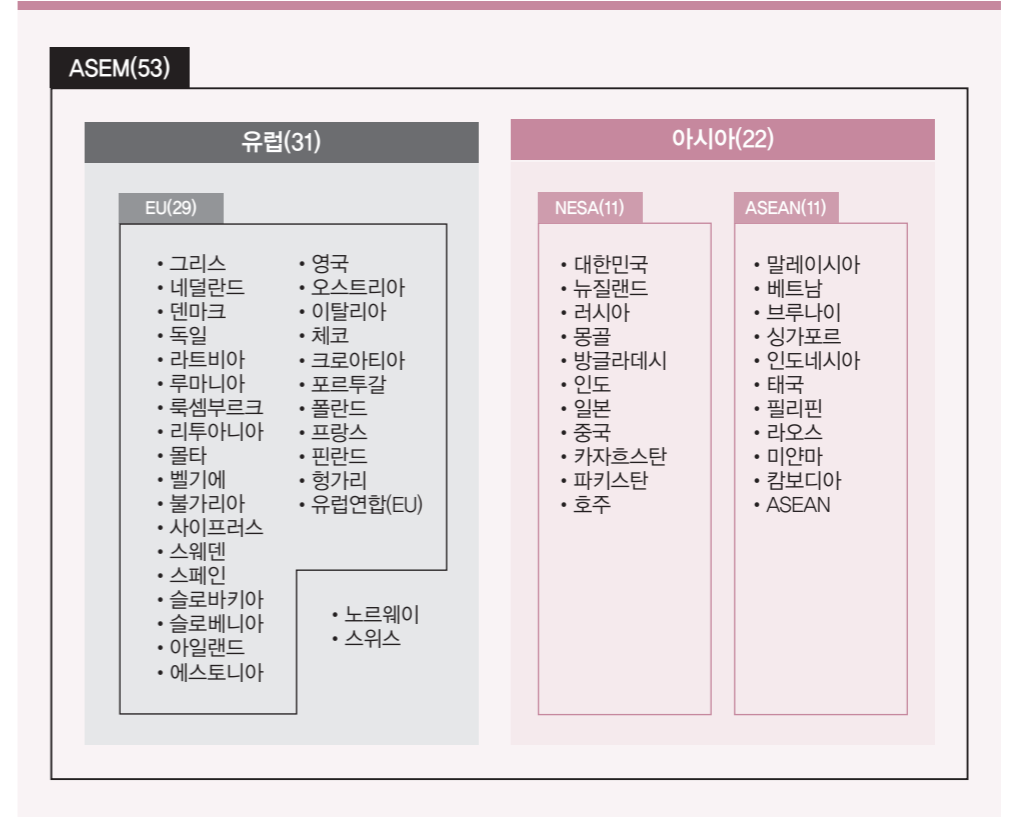 ASEM(53)
유럽(31)
EU(29)
• 그리스
• 네덜란드
• 덴마크
• 독일
• 라트비아
• 루마니아
• 룩셈부르크
• 리투아니아
• 몰타
• 벨기에
• 불가리아
• 사이프러스
• 스웨덴
• 스페인
• 슬로바키아
• 슬로베니아
• 아일랜드
• 에스토니아
• 영국
• 오스트리아
• 이탈리아
• 체코
• 크로아티아
• 포르투갈
• 폴란드
• 프랑스
• 핀란드
• 헝가리
• 유럽연합(EU)
• 노르웨이
• 스위스
아시아(22)
NESA(11)
• 대한민국
• 뉴질랜드
• 러시아
• 몽골
• 방글라데시
• 인도
• 일본
• 중국
• 카자흐스탄
• 파키스탄
• 호주
ASEAN(11)
• 말레이시아
• 베트남
• 브루나이
• 싱가포르
• 인도네시아
• 태국
• 필리핀
• 라오스
• 미얀마
• 캄보디아
• ASEAN